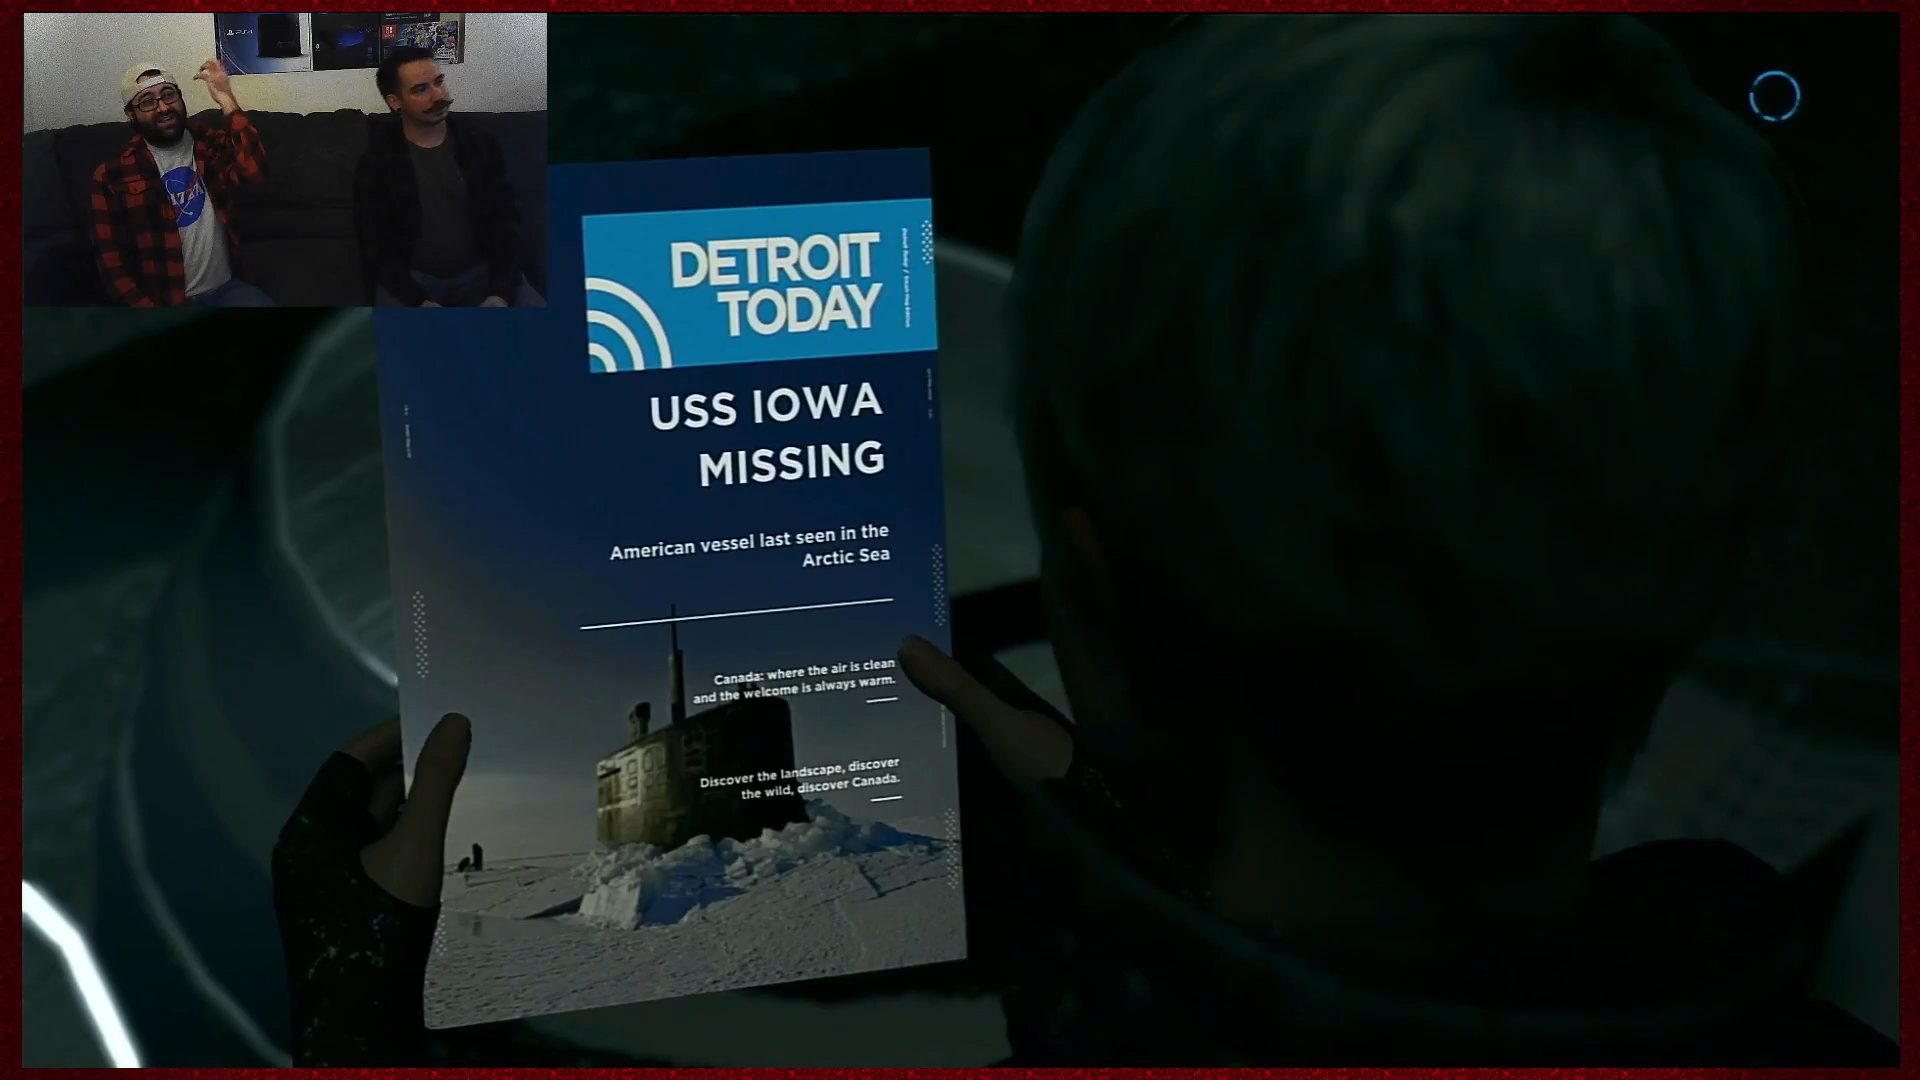 PS4
DETROIT
TODAY
USS IOWA
MISSING
American vessel last seen in the
Arctic Sea
Canada: where the air is clean
and the welcome is always warm.
Discover the landscape, discover
the wild, discover Canada.